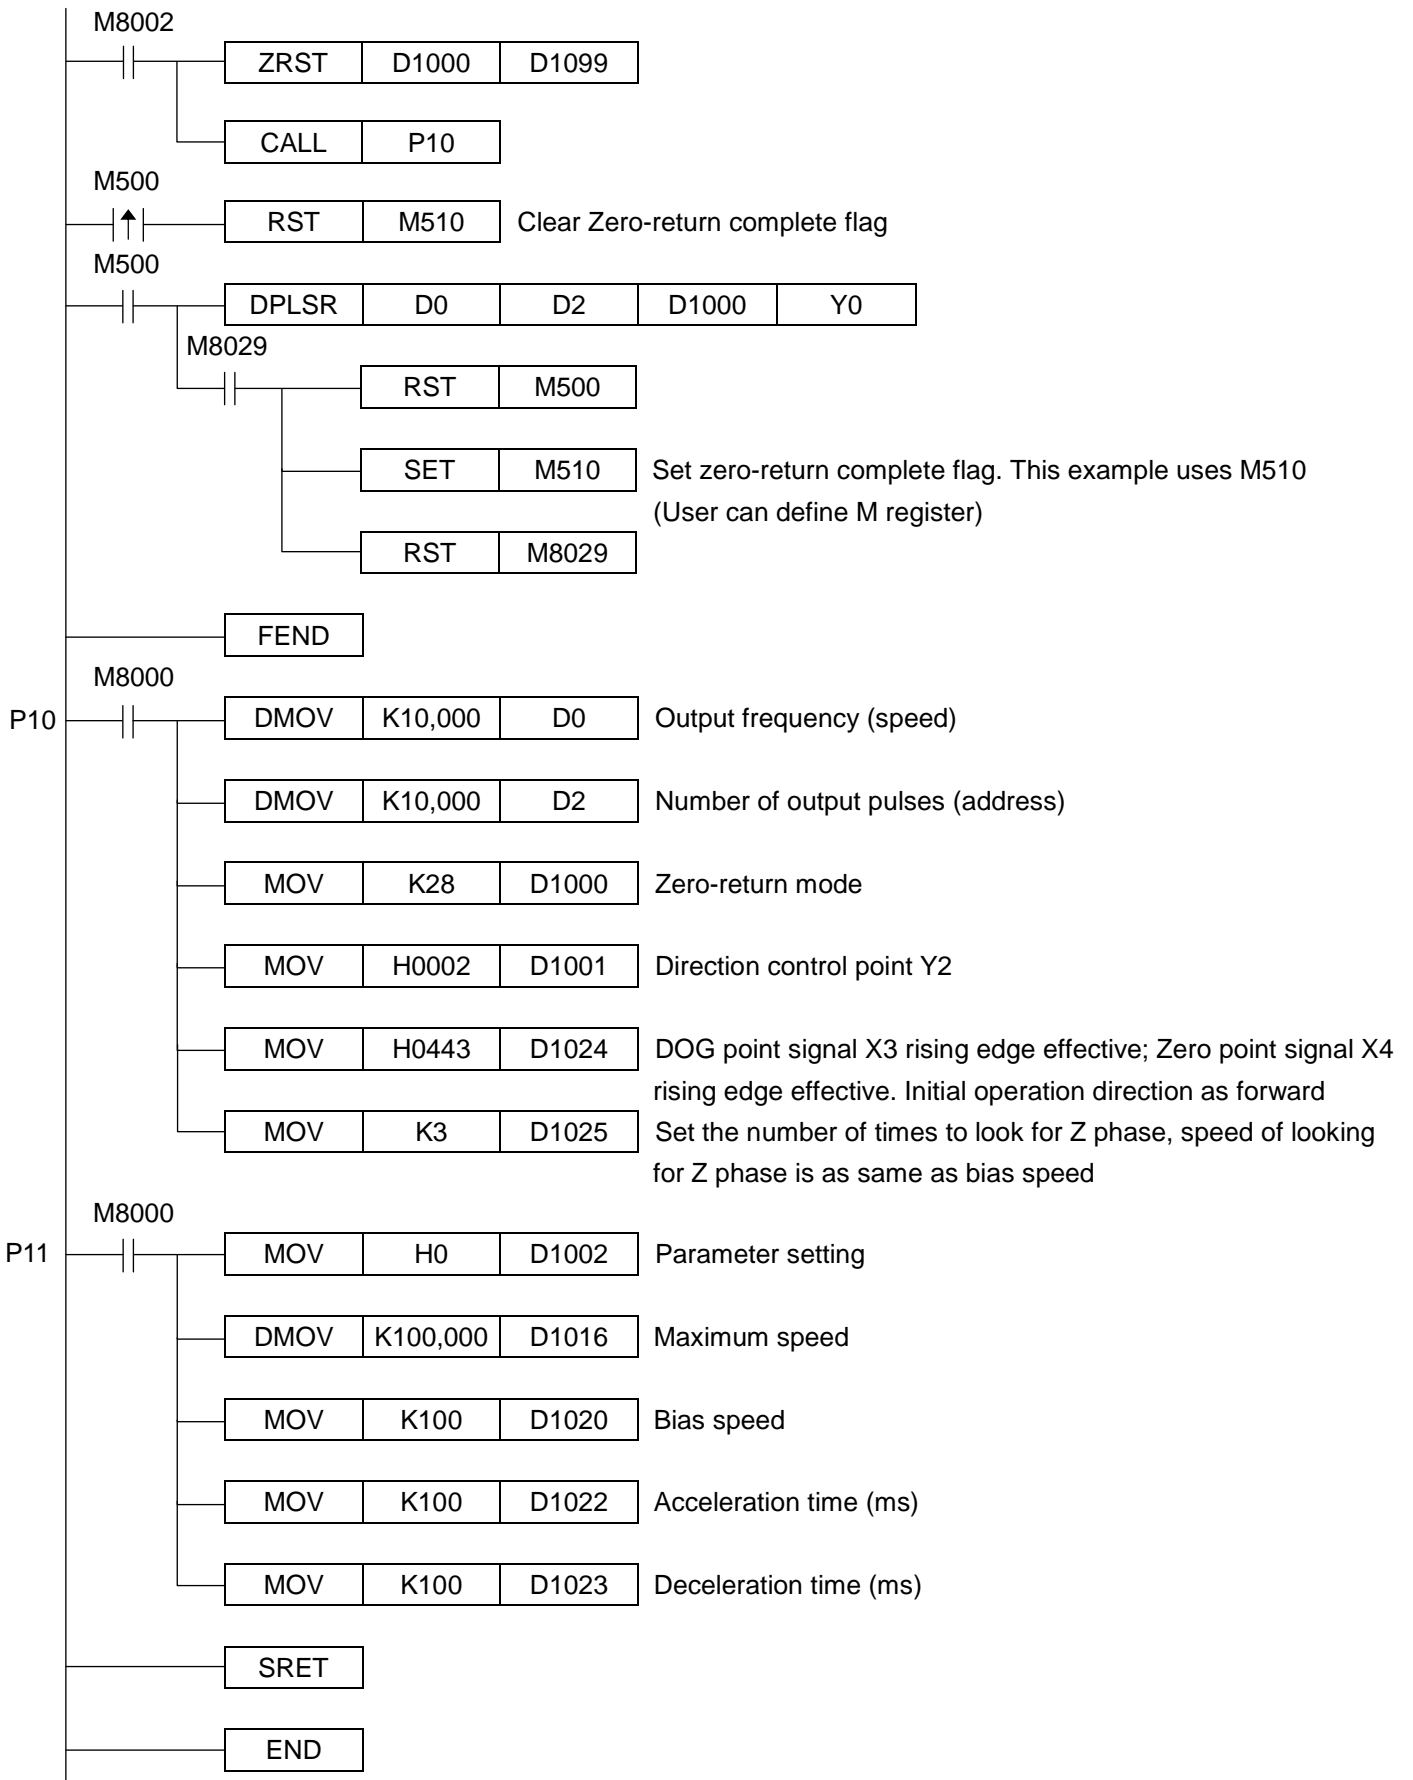 M8002
ZRST D1000 D1099
CALL P10
M500
RST M510 Clear Zero-return complete flag
M500
DPLSR D0 D2 D1000 Y0
M8029
RST M500
SET M510 Set zero-return complete flag. This example uses M510
(User can define M register)
RST M8029
FEND
M8000
P10 DMOV K10,000 D0 Output frequency (speed)
DMOV K10,000 D2 Number of output pulses (address)
MOV K28 D1000 Zero-return mode
MOV H0002 D1001 Direction control point Y2
MOV H0443 D1024 DOG point signal X3 rising edge effective; Zero point signal X4
rising edge effective. Initial operation direction as forward
MOV K3 D1025 Set the number of times to look for Z phase, speed of looking
for Z phase is as same as bias speed
M8000
P11 MOV H0 D1002 Parameter setting
DMOV K100,000 D1016 Maximum speed
MOV K100 D1020 Bias speed
MOV K100 D1022 Acceleration time (ms)
MOV K100 D1023 Deceleration time (ms)
SRET
END